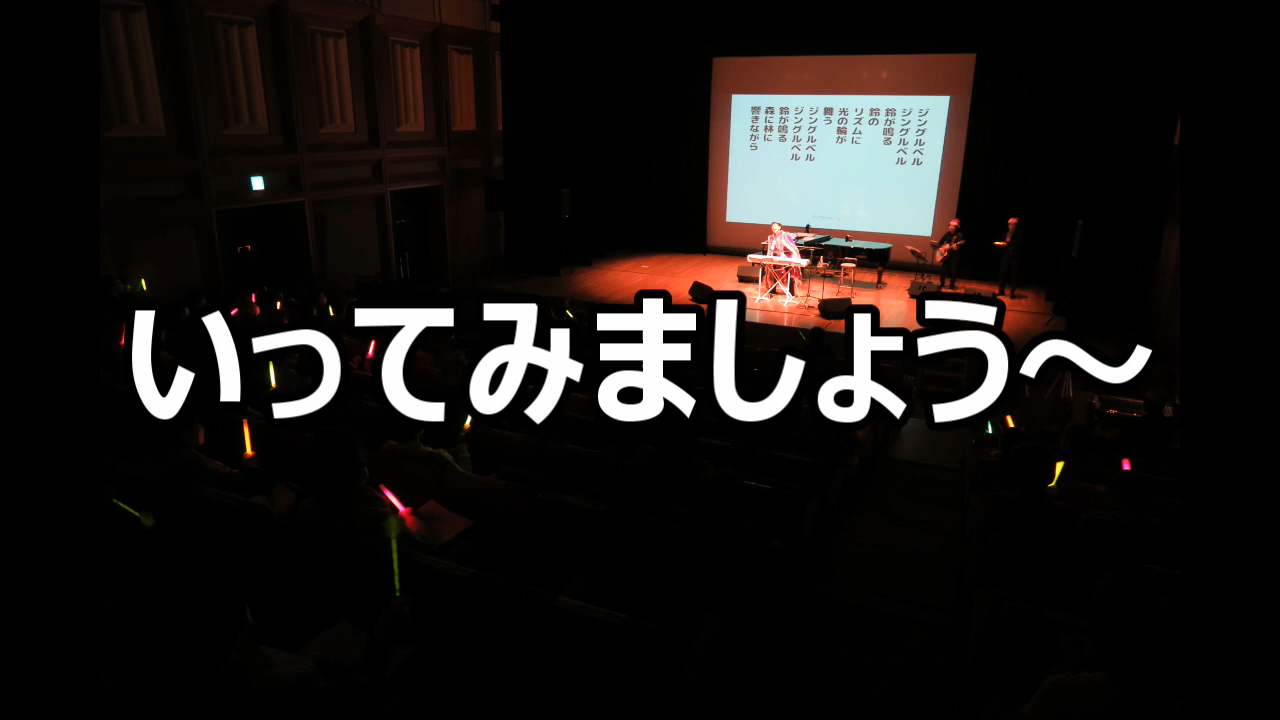 ジングルベル
ジングルベル
鈴が鳴る
鈴の
リズムに
光の輪が
舞う
ジングルベル
ジングルベル
鈴が鳴る
森に林に
響きながら
いってみましょう～